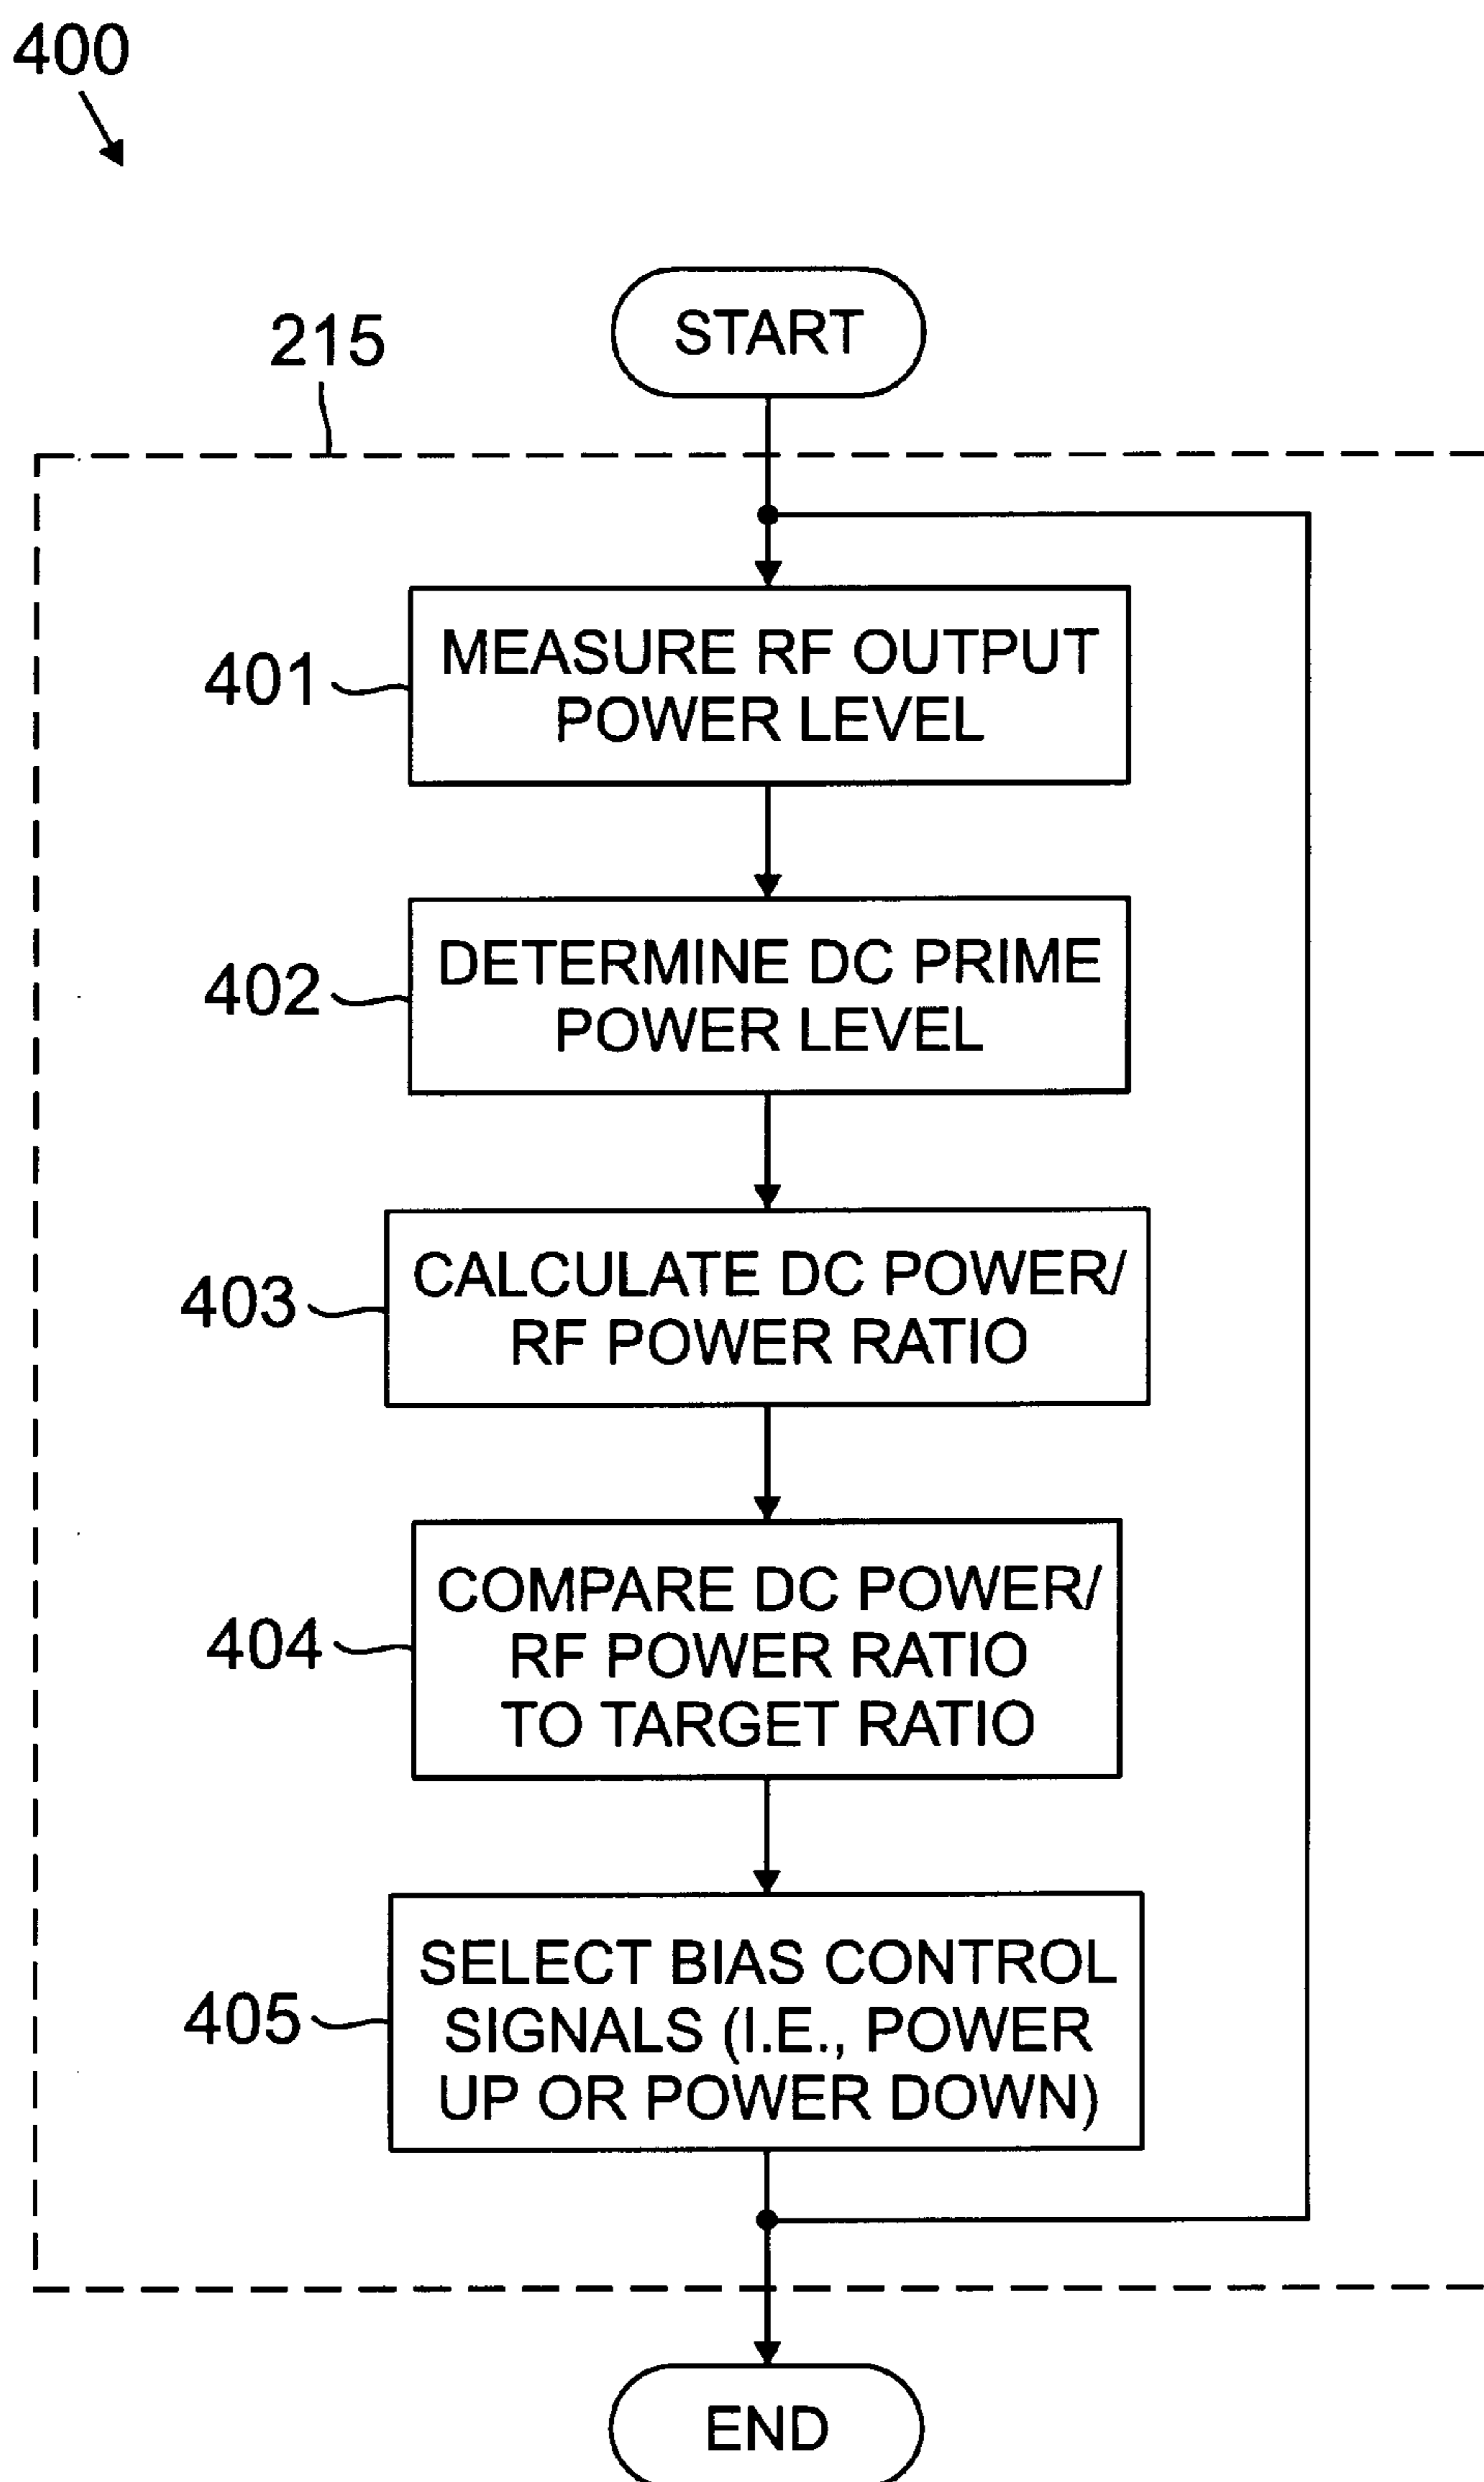 400
START
215
MEASURE RF OUTPUT
POWER LEVEL
401
DETERMINE DC PRIME
POWER LEVEL
402
CALCULATE DC POWER/
RF POWER RATIO
403
COMPARE DC POWER/
RF POWER RATIO
TO TARGET RATIO
404
SELECT BIAS CONTROL
SIGNALS (I.E., POWER
UP OR POWER DOWN)
405
END